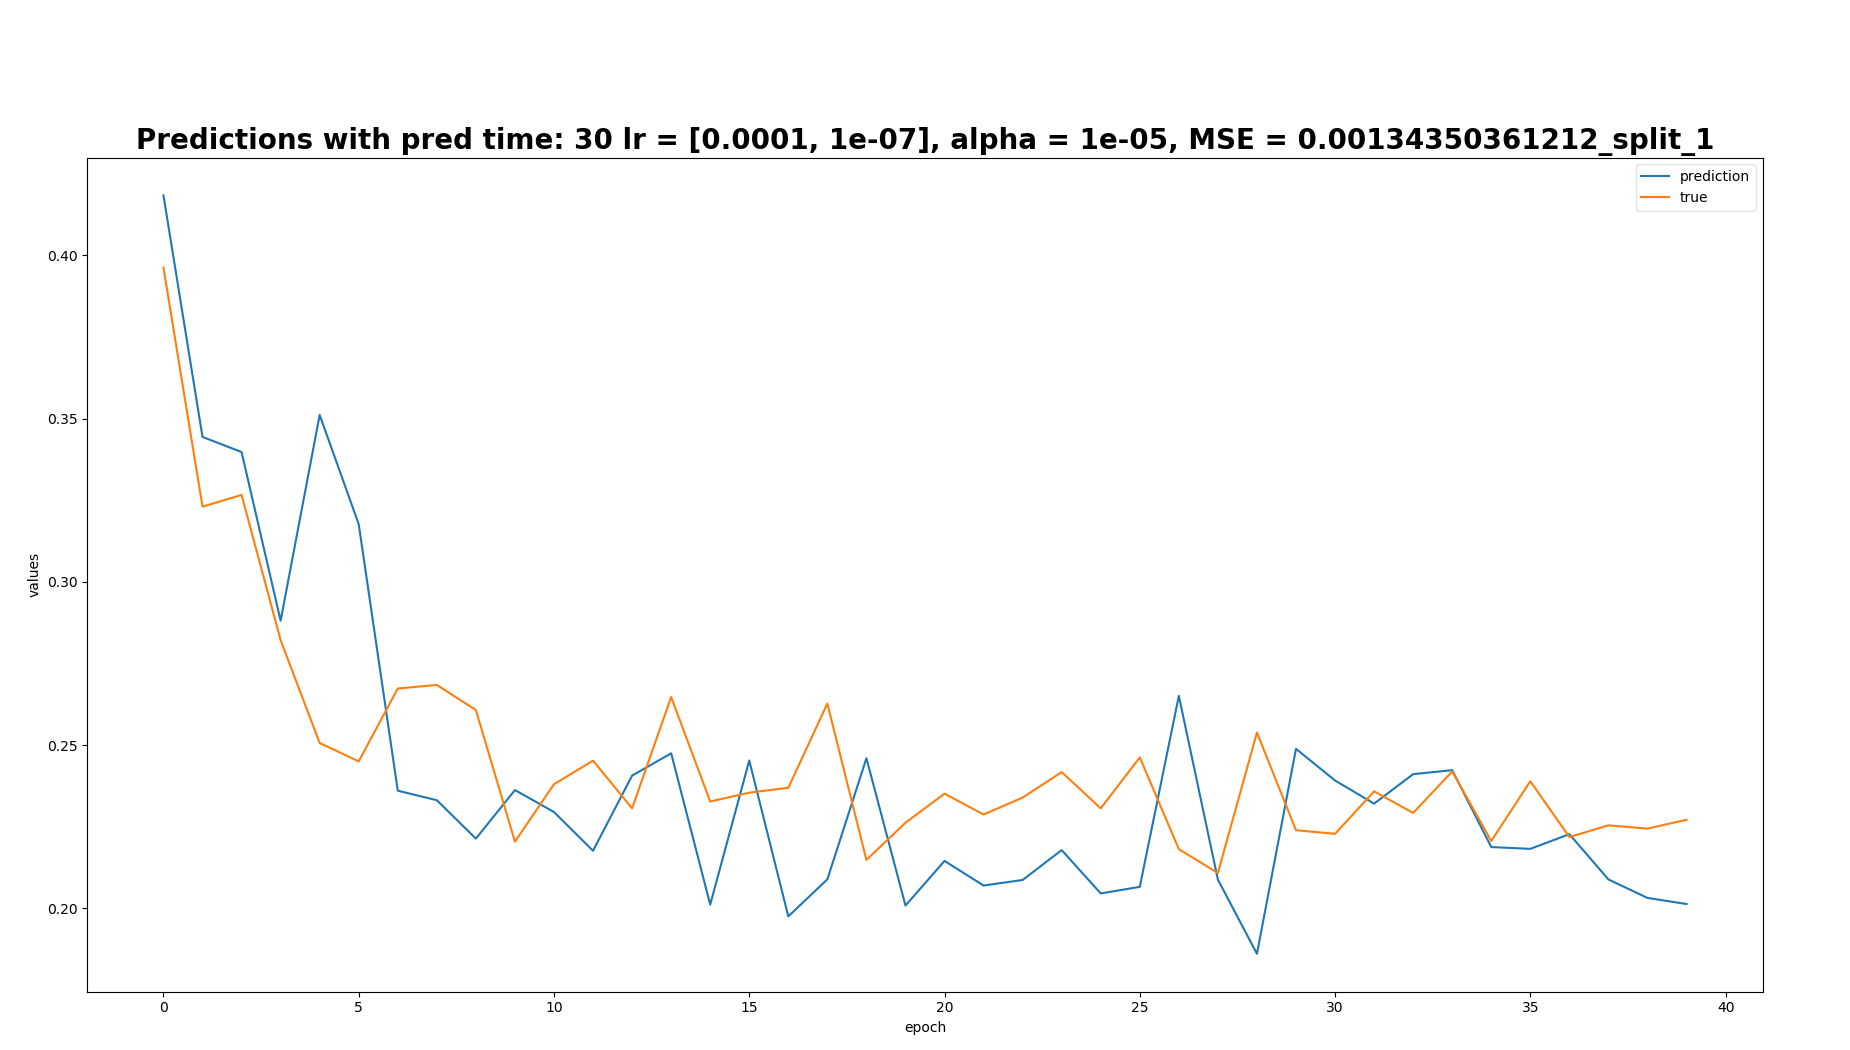 Predictions with pred time: 30 lr = [0.0001, 1e-07], alpha = 1e-05, MSE = 0.00134350361212_split_1
prediction
true
values
0.40
0.35
0.30
0.25
0.20
0 5 10 15 20 25 30 35 40
epoch